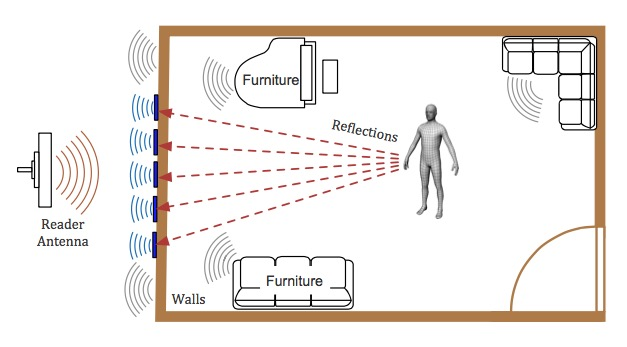 Furniture
Reflections
Reader
Antenna
Furniture
Walls